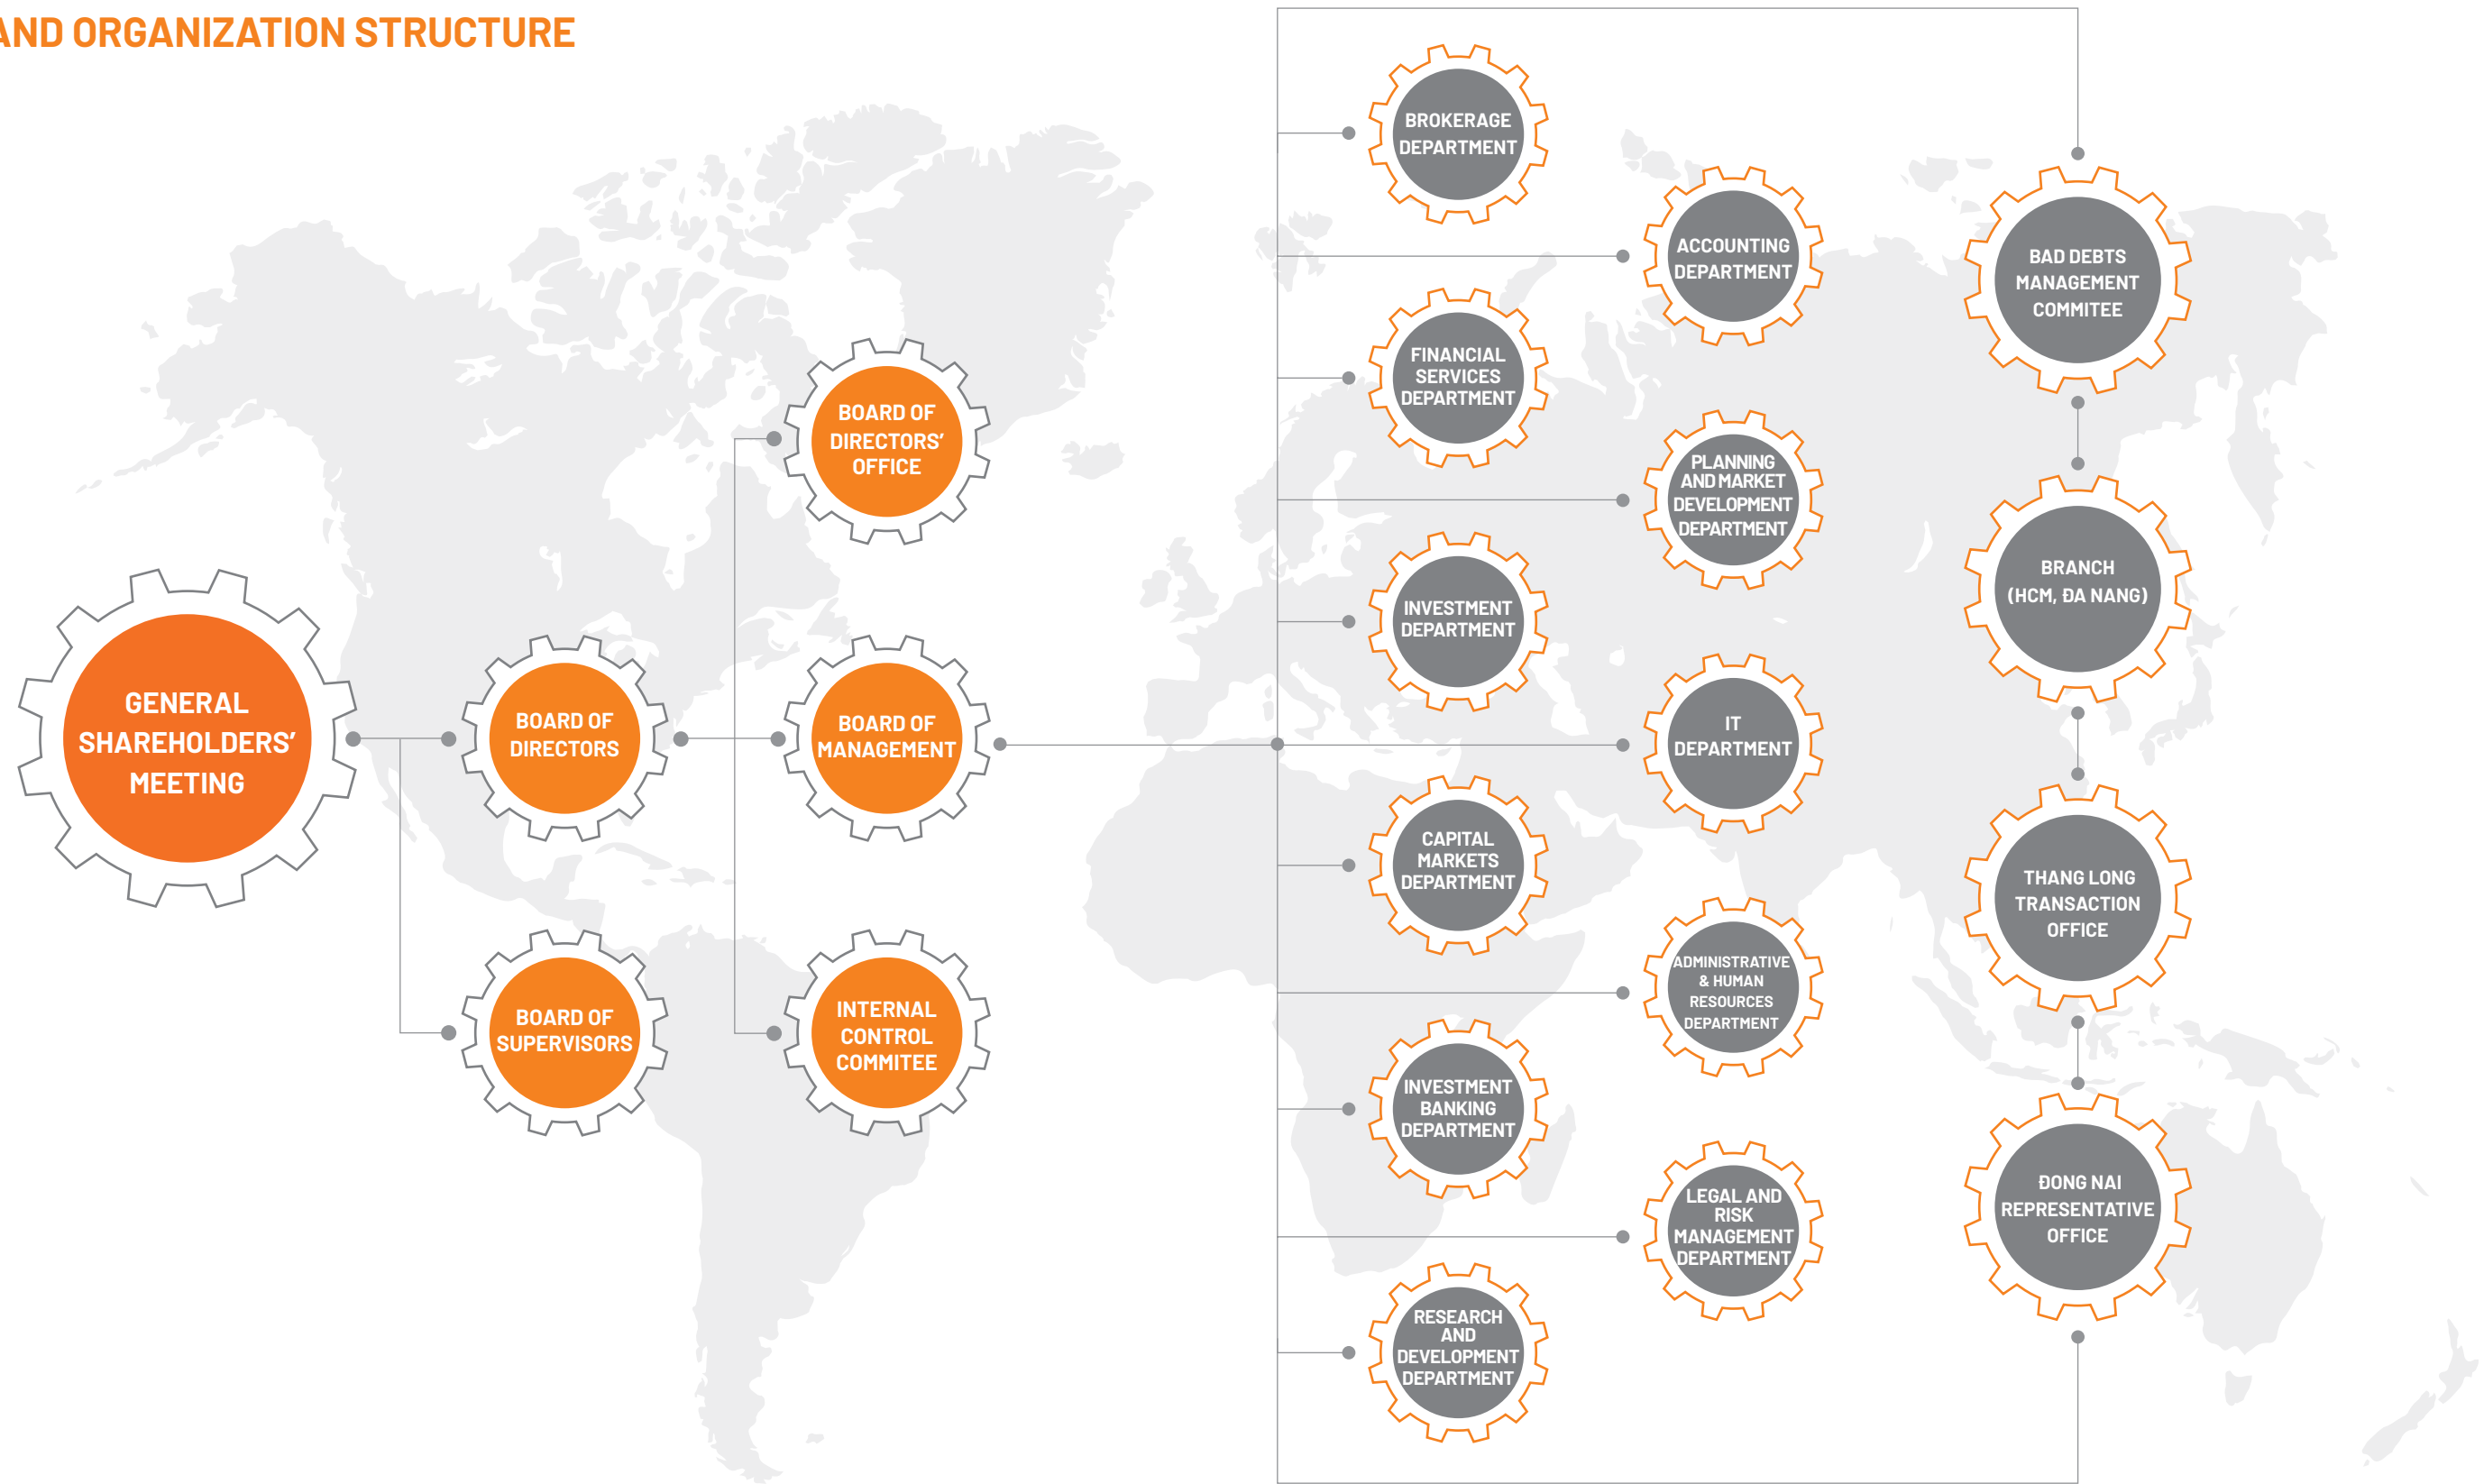 AND ORGANIZATION STRUCTURE
GENERAL
SHAREHOLDERS’
MEETING
BOARD OF
DIRECTORS
BOARD OF
SUPERVISORS
BOARD OF
DIRECTORS’
OFFICE
BOARD OF
MANAGEMENT
INTERNAL
CONTROL
COMMITEE
BROKERAGE
DEPARTMENT
FINANCIAL
SERVICES
DEPARTMENT
INVESTMENT
DEPARTMENT
CAPITAL
MARKETS
DEPARTMENT
INVESTMENT
BANKING
DEPARTMENT
RESEARCH
AND
DEVELOPMENT
DEPARTMENT
ACCOUNTING
DEPARTMENT
PLANNING
AND MARKET
DEVELOPMENT
DEPARTMENT
IT
DEPARTMENT
ADMINISTRATIVE
& HUMAN
RESOURCES
DEPARTMENT
LEGAL AND
RISK
MANAGEMENT
DEPARTMENT
BAD DEBTS
MANAGEMENT
COMMITEE
BRANCH
(HCM, ĐA NANG)
THANG LONG
TRANSACTION
OFFICE
ĐONG NAI
REPRESENTATIVE
OFFICE